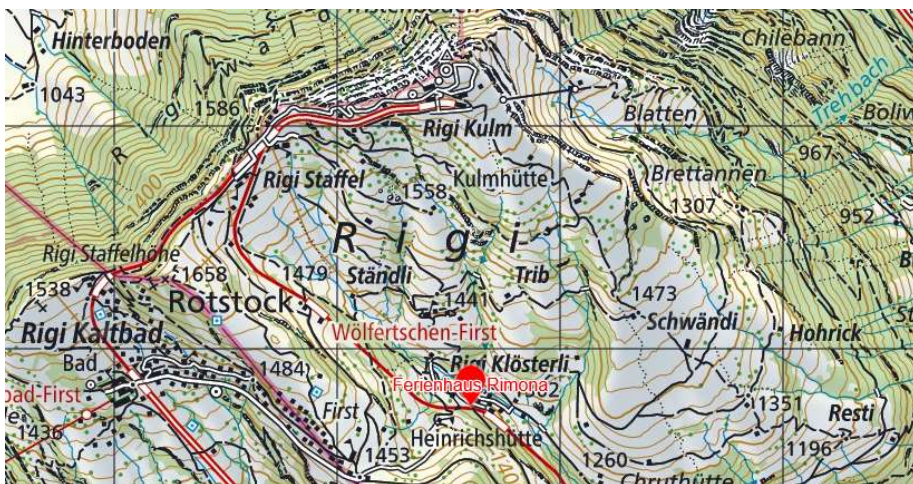 Hinterboden
Chilebann
1043
1586
Trehbach
Blatten
Rigi Kulm
967
Rigi Staffel
1558
Kulmhütte
Brettannen
1307
952
Rigi
Rigi Staffelhöhe
1658
1479
Ständli
Trib
1538
Rotstock
1441
1473
Schwändi
Hohrick
Rigi Kaltbad
Wölfertschen-First
Bad
1484
Rigi Klösterli
Ferienhaus Rimona
First
1351
Resti
1436
Heinrichshütte
1453
1260
1196
Chruthütte